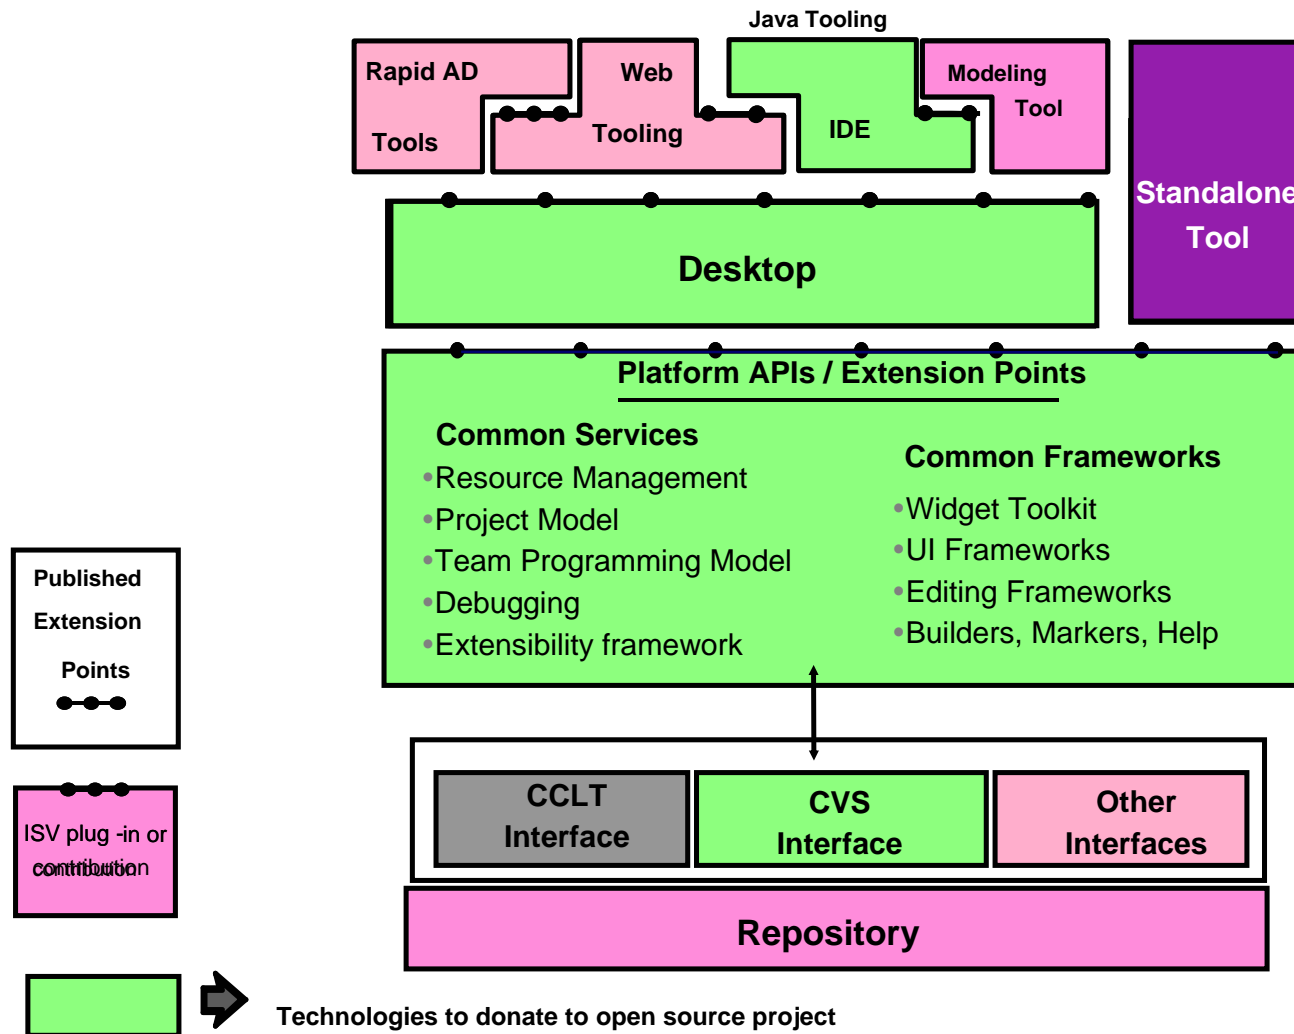 Java Tooling
Rapid AD
Tools
Web
Tooling
IDE
Modeling
Tool
Standalone
Tool
Desktop
Platform APIs / Extension Points
Common Services
•Resource Management
•Project Model
•Team Programming Model
•Debugging
•Extensibility framework
Common Frameworks
•Widget Toolkit
•UI Frameworks
•Editing Frameworks
•Builders, Markers, Help
Published
Extension
Points
CCLT
Interface
CVS
Interface
Other
Interfaces
ISV plug -in or
contribution
Repository
Technologies to donate to open source project